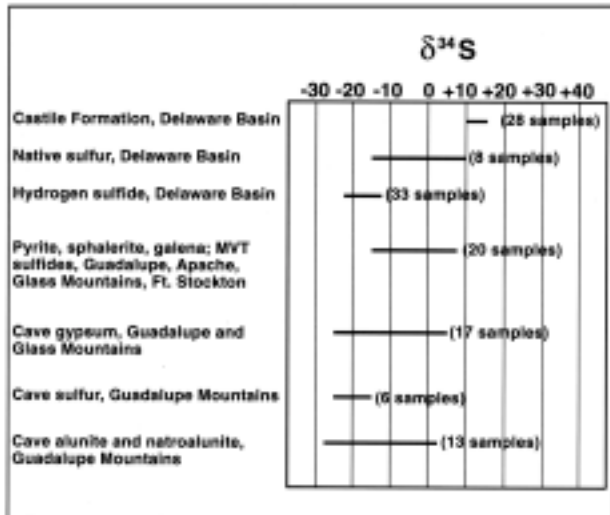 δ³⁴S
-30 -20 -10 0 +10 +20 +30 +40
Castile Formation, Delaware Basin (28 samples)
Native sulfur, Delaware Basin (8 samples)
Hydrogen sulfide, Delaware Basin (33 samples)
Pyrite, sphalerite, galena; MVT
sulfides, Guadalupe, Apache, (20 samples)
Glass Mountains, Ft. Stockton
Cave gypsum, Guadalupe and (17 samples)
Glass Mountains
Cave sulfur, Guadalupe Mountains (6 samples)
Cave alunite and natroalunite, (13 samples)
Guadalupe Mountains